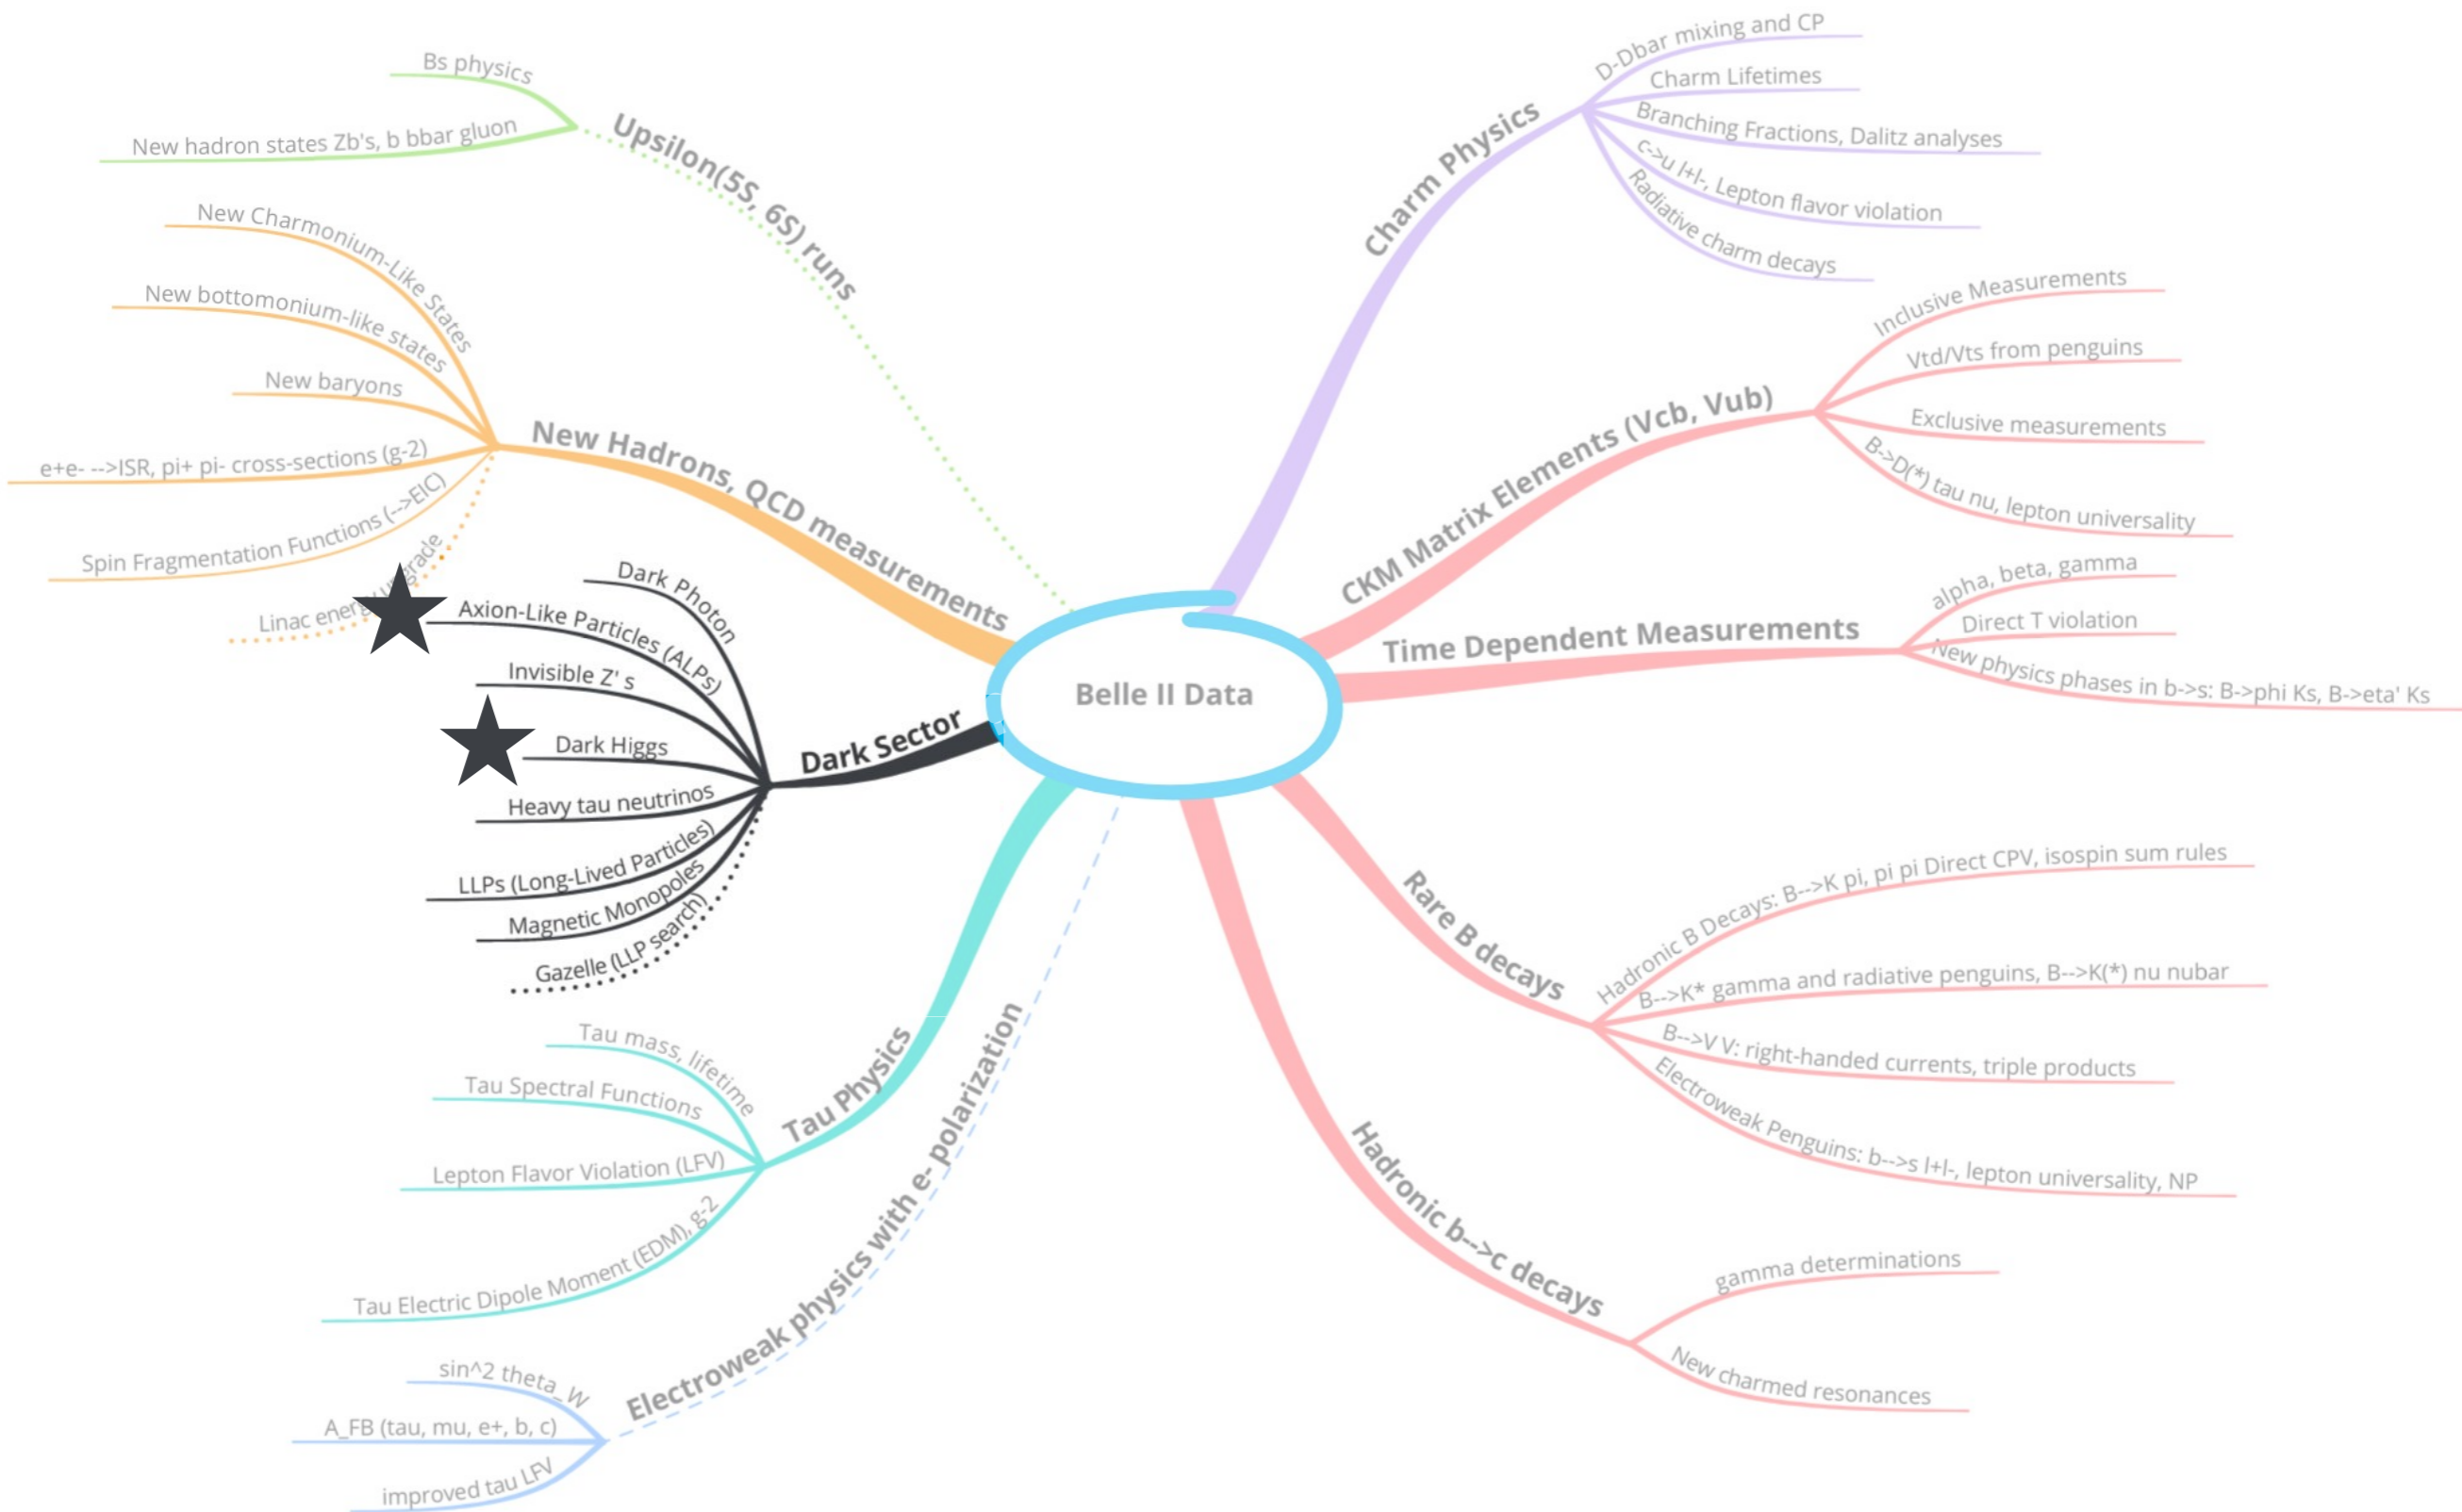 Belle II Data
Upsilon(5S, 6S) runs
Bs physics
New hadron states Zb's, b bbar gluon
New Hadrons, QCD measurements
New Charmonium-Like States
New bottomonium-like states
New baryons
e+e- -->ISR, pi+ pi- cross-sections (g-2)
Spin Fragmentation Functions (-->EIC)
Linac energy upgrade
Dark Sector
Dark Photon
Axion-Like Particles (ALPs)
Invisible Z' s
Dark Higgs
Heavy tau neutrinos
LLPs (Long-Lived Particles)
Magnetic Monopoles
Gazelle (LLP search)
Tau Physics
Tau mass, lifetime
Tau Spectral Functions
Lepton Flavor Violation (LFV)
Tau Electric Dipole Moment (EDM), g-2
Electroweak physics with e- polarization
sin^2 theta_W
A_FB (tau, mu, e+, b, c)
improved tau LFV
Charm Physics
D-Dbar mixing and CP
Charm Lifetimes
Branching Fractions, Dalitz analyses
c->u l+l-, Lepton flavor violation
Radiative charm decays
CKM Matrix Elements (Vcb, Vub)
Inclusive Measurements
Vtd/Vts from penguins
Exclusive measurements
B->D(*) tau nu, lepton universality
Time Dependent Measurements
alpha, beta, gamma
Direct T violation
New physics phases in b->s: B->phi Ks, B->eta' Ks
Rare B decays
Hadronic B Decays: B-->K pi, pi pi Direct CPV, isospin sum rules
B-->K* gamma and radiative penguins, B-->K(*) nu nubar
B-->V V: right-handed currents, triple products
Electroweak Penguins: b-->s l+l-, lepton universality, NP
Hadronic b-->c decays
gamma determinations
New charmed resonances